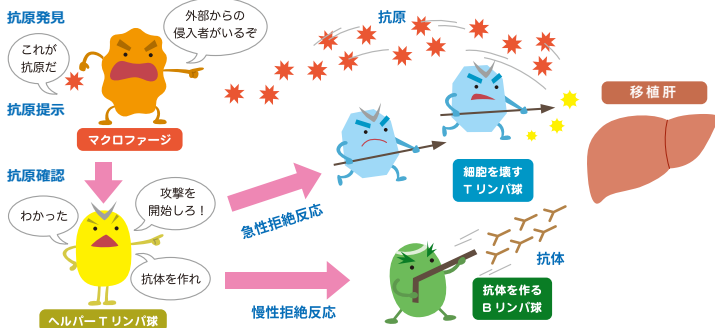 抗原発見
外部からの
侵入者がいるぞ
これが
抗原だ
抗原
抗原提示
マクロファージ
移植肝
抗原確認
細胞を壊す
Tリンパ球
攻撃を
開始しろ！
わかった
急性拒絶反応
抗体を作れ
抗体
抗体を作る
Bリンパ球
慢性拒絶反応
ヘルパーTリンパ球